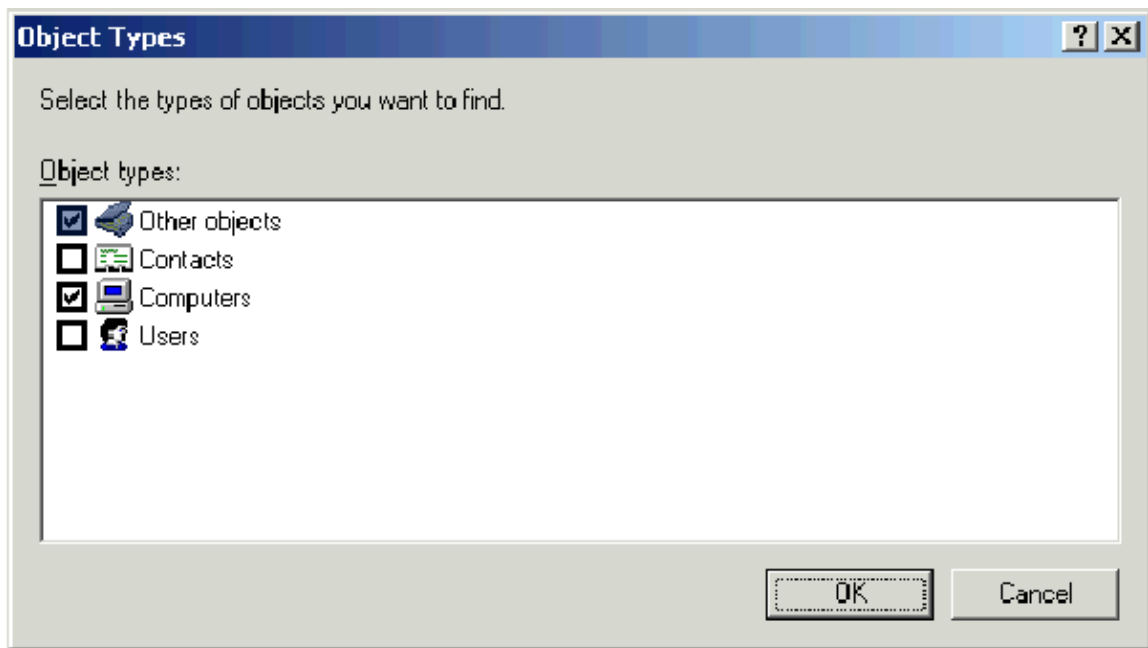 Object Types
Select the types of objects you want to find.
Object types:
Other objects
Contacts
Computers
Users
OK Cancel